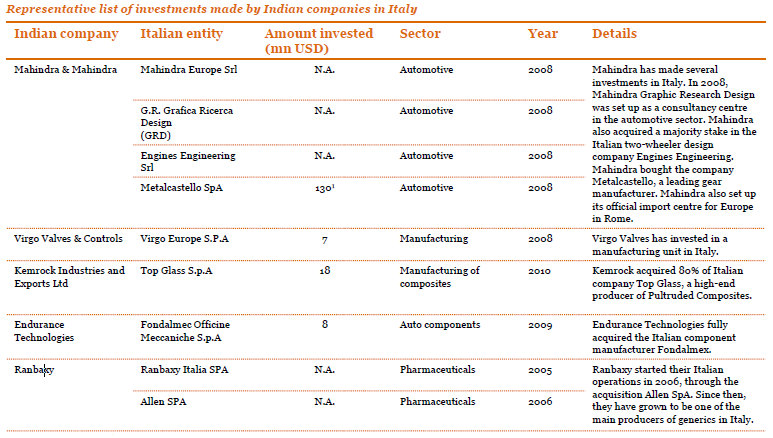 Representative list of investments made by Indian companies in Italy
Indian company Italian entity Amount invested Sector Year Details
(mn USD)
Mahindra & Mahindra Mahindra Europe Srl N.A. Automotive 2008 Mahindra has made several
investments in Italy. In 2008,
Mahindra Graphic Research Design
was set up as a consultancy centre
in the automotive sector. Mahindra
also acquired a majority stake in the
Italian two-wheeler design
company Engines Engineering.
Mahindra bought the company
Metalcastello, a leading gear
manufacturer. Mahindra also set up
its official import centre for Europe
in Rome.
G.R. Grafica Ricerca N.A. Automotive 2008
Design
(GRD)
Engines Engineering N.A. Automotive 2008
Srl
Metalcastello SpA 130¹ Automotive 2008
Virgo Valves & Controls Virgo Europe S.P.A 7 Manufacturing 2008 Virgo Valves has invested in a
manufacturing unit in Italy.
Kemrock Industries and Top Glass S.p.A 18 Manufacturing of 2010 Kemrock acquired 80% of Italian
Exports Ltd composites company Top Glass, a high-end
producer of Pultruded Composites.
Endurance Fondalmec Officine 8 Auto components 2009 Endurance Technologies fully
Technologies Meccaniche S.p.A acquired the Italian component
manufacturer Fondalmex.
Ranbaxy Ranbaxy Italia SPA N.A. Pharmaceuticals 2005 Ranbaxy started their Italian
operations in 2006, through the
acquisition Allen SpA. Since then,
they have grown to be one of the
main producers of generics in Italy.
Allen SPA N.A. Pharmaceuticals 2006